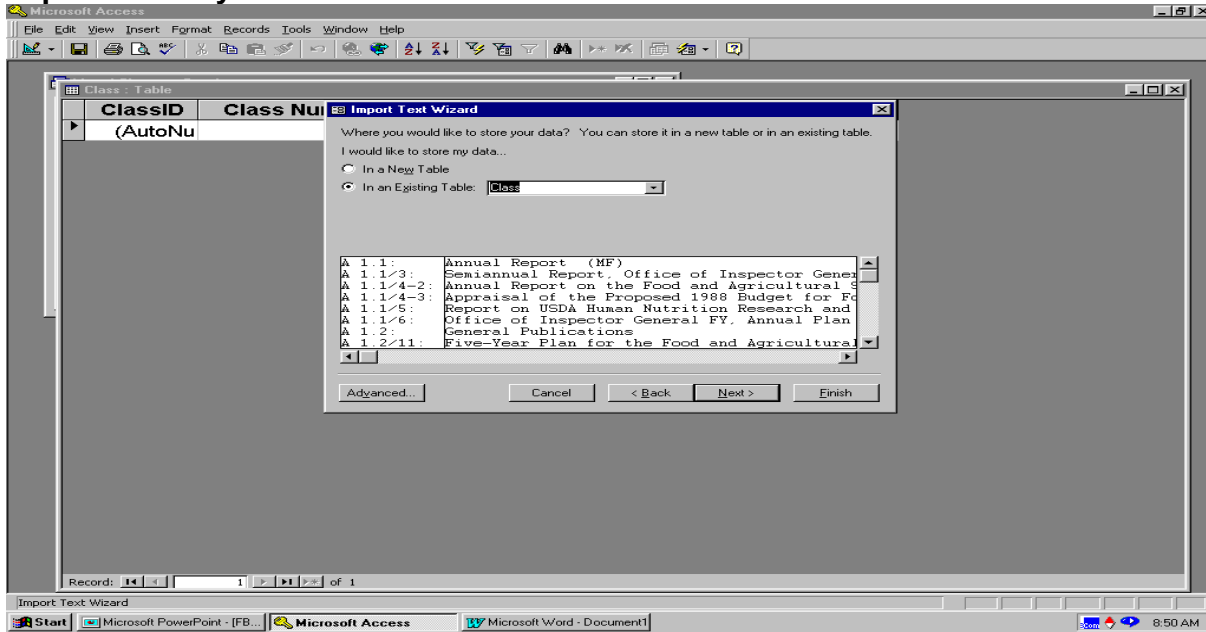 Microsoft Access
File Edit View Insert Format Records Tools Window Help
Class : Table
ClassID Class Nu
(AutoNu
Import Text Wizard
Where you would like to store your data? You can store it in a new table or in an existing table.
I would like to store my data...
In a New Table
In an Existing Table: Class
A 1.1: Annual Report (MF)
A 1.1/3: Semiannual Report, Office of Inspector Gener
A 1.1/4-2: Annual Report on the Food and Agricultural S
A 1.1/4-3: Appraisal of the Proposed 1988 Budget for Fo
A 1.1/5: Report on USDA Human Nutrition Research and
A 1.1/6: Office of Inspector General FY, Annual Plan
A 1.2: General Publications
A 1.2/11: Five-Year Plan for the Food and Agricultural
Advanced... Cancel < Back Next > Finish
Record: 1 of 1
Import Text Wizard
Start Microsoft PowerPoint - [FB... Microsoft Access Microsoft Word - Document1 8:50 AM